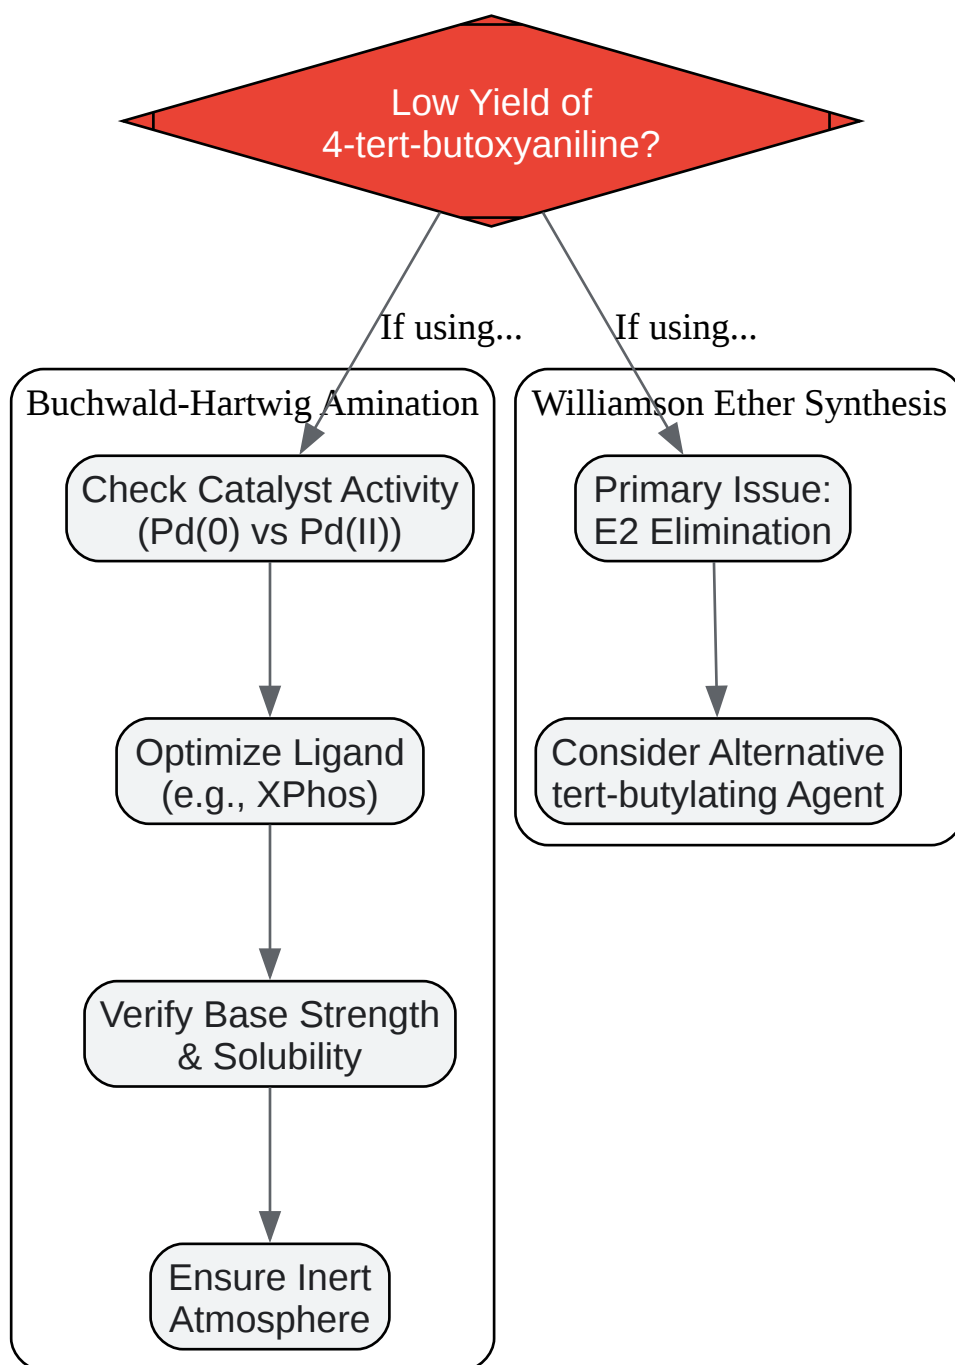 Low Yield of
4-tert-butoxyaniline?
If using...
If using...
Buchwald-Hartwig Amination
Check Catalyst Activity
(Pd(0) vs Pd(II))
Optimize Ligand
(e.g., XPhos)
Verify Base Strength
& Solubility
Ensure Inert
Atmosphere
Williamson Ether Synthesis
Primary Issue:
E2 Elimination
Consider Alternative
tert-butylating Agent